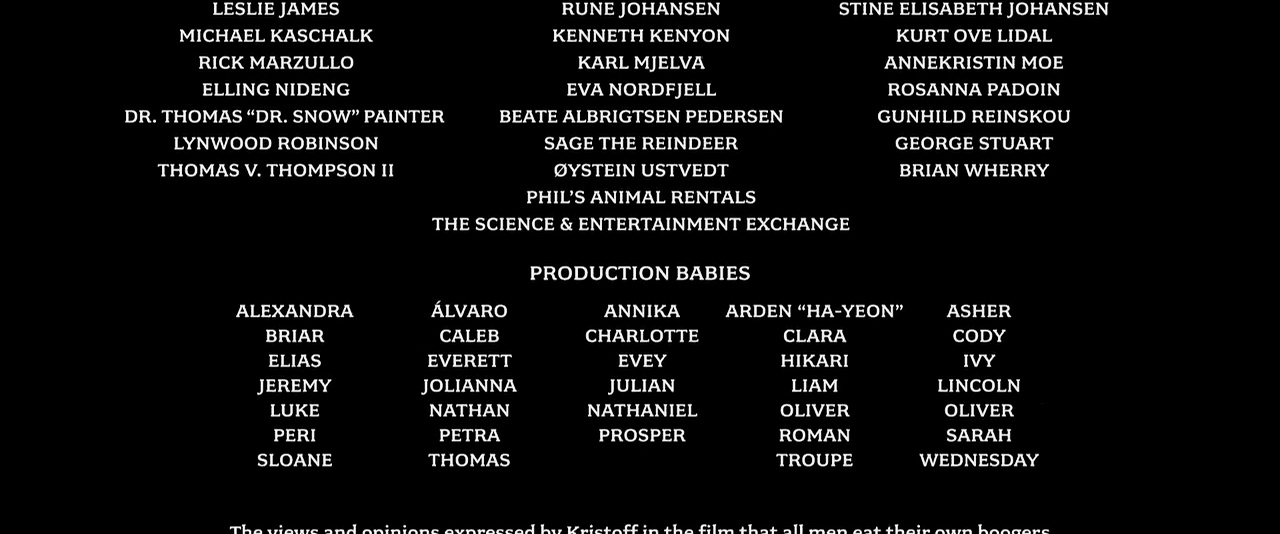 LESLIE JAMES RUNE JOHANSEN STINE ELISABETH JOHANSEN
MICHAEL KASCHALK KENNETH KENYON KURT OVE LIDAL
RICK MARZULLO KARL MJELVA ANNEKRISTIN MOE
ELLING NIDENG EVA NORDFJELL ROSANNA PADOIN
DR. THOMAS “DR. SNOW” PAINTER BEATE ALBRIGTSEN PEDERSEN GUNHILD REINSKOU
LYNWOOD ROBINSON SAGE THE REINDEER GEORGE STUART
THOMAS V. THOMPSON II ØYSTEIN USTVEDT BRIAN WHERRY
PHIL’S ANIMAL RENTALS
THE SCIENCE & ENTERTAINMENT EXCHANGE
PRODUCTION BABIES
ALEXANDRA ÁLVARO ANNIKA ARDEN “HA-YEON” ASHER
BRIAR CALEB CHARLOTTE CLARA CODY
ELIAS EVERETT EVEY HIKARI IVY
JEREMY JOLIANNA JULIAN LIAM LINCOLN
LUKE NATHAN NATHANIEL OLIVER OLIVER
PERI PETRA PROSPER ROMAN SARAH
SLOANE THOMAS TROUPE WEDNESDAY
The views and opinions expressed by Kristoff in the film that all men eat their own boogers